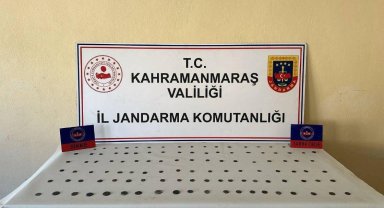 T.C.
KAHRAMANMARAŞ
VALİLİĞİ
İL JANDARMA KOMUTANLIĞI